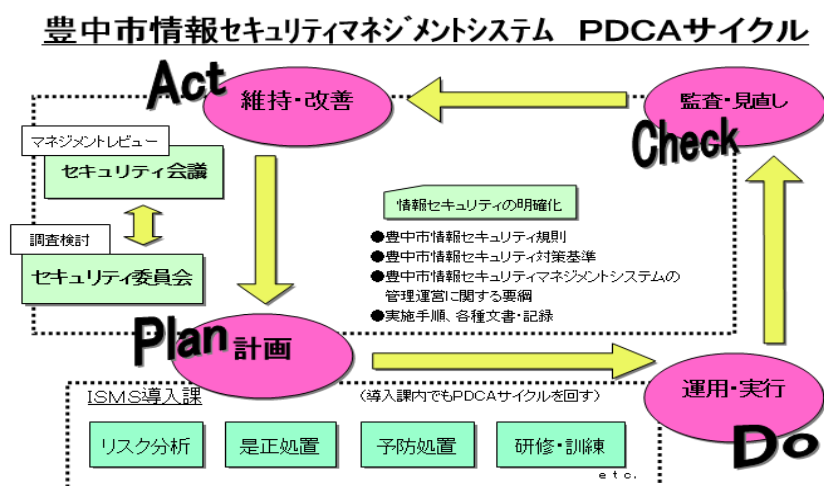 豊中市情報セキュリティマネジメントシステム　PDCAサイクル
Act
維持・改善
監査・見直し
Check
マネジメントレビュー
セキュリティ会議
調査検討
セキュリティ委員会
情報セキュリティの明確化
●豊中市情報セキュリティ規則
●豊中市情報セキュリティ対策基準
●豊中市情報セキュリティマネジメントシステムの
管理運営に関する要綱
●実施手順、各種文書・記録
Plan
計画
運用・実行
Do
ISMS導入課
（導入課内でもPDCAサイクルを回す）
リスク分析
是正処置
予防処置
研修・訓練
etc.